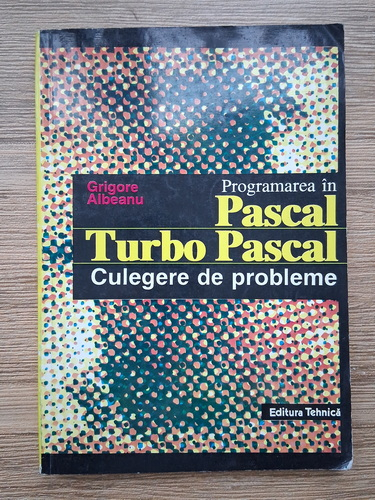 Grigore
Albeanu
Programarea în
Pascal
Turbo Pascal
Culegere de probleme
Editura Tehnică